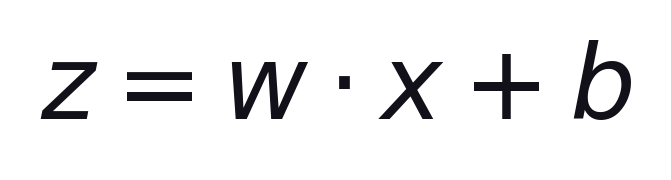 z = w · x + b